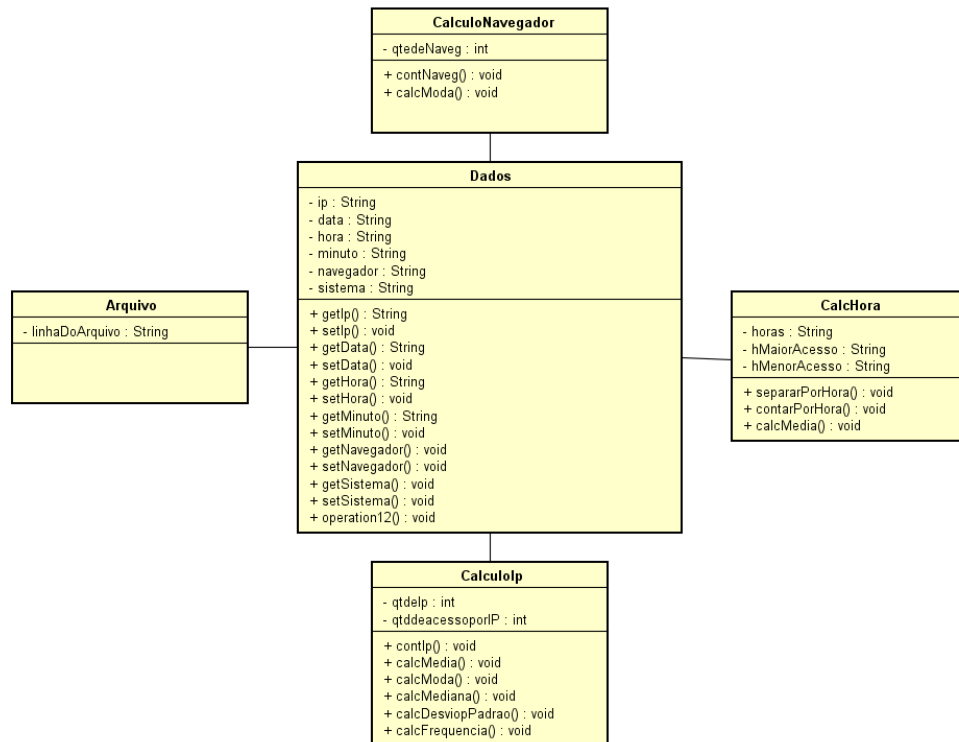 CalculoNavegador
- qtedeNaveg : int
+ contNaveg() : void
+ calcModa() : void
Dados
- ip : String
- data : String
- hora : String
- minuto : String
- navegador : String
- sistema : String
+ getIp() : String
+ setIp() : void
+ getData() : String
+ setData() : void
+ getHora() : String
+ setHora() : void
+ getMinuto() : String
+ setMinuto() : void
+ getNavegador() : void
+ setNavegador() : void
+ getSistema() : void
+ setSistema() : void
+ operation12() : void
Arquivo
- linhaDoArquivo : String
CalcHora
- horas : String
- hMaiorAcesso : String
- hMenorAcesso : String
+ separarPorHora() : void
+ contarPorHora() : void
+ calcMedia() : void
CalculoIp
- qtdeIp : int
- qtddeacessoporIP : int
+ contIp() : void
+ calcMedia() : void
+ calcModa() : void
+ calcMediana() : void
+ calcDesviopPadrao() : void
+ calcFrequencia() : void